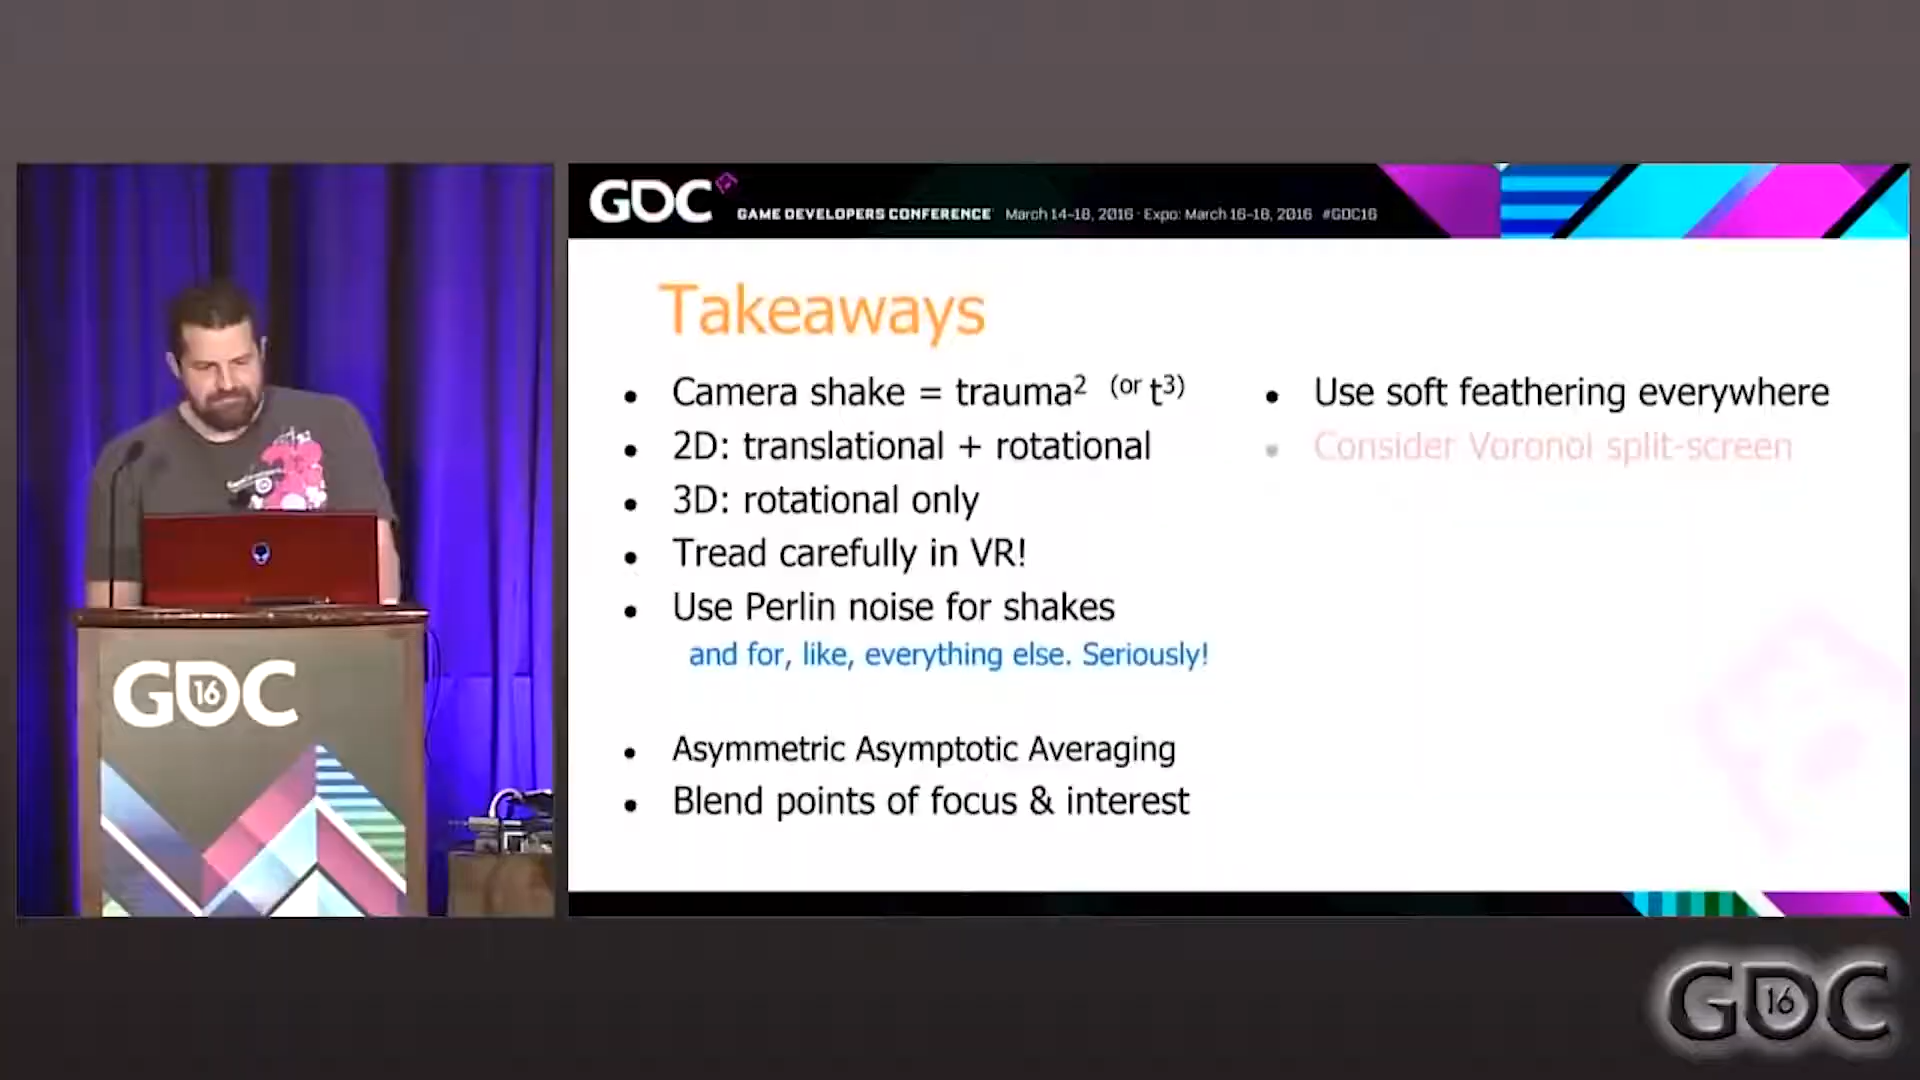 GDC
GAME DEVELOPERS CONFERENCE March 14-18, 2016 · Expo: March 16-18, 2016 #GDC16
Takeaways
• Camera shake = trauma² (or t³)
• 2D: translational + rotational
• 3D: rotational only
• Tread carefully in VR!
• Use Perlin noise for shakes
and for, like, everything else. Seriously!
• Asymmetric Asymptotic Averaging
• Blend points of focus & interest
• Use soft feathering everywhere
• Consider Voronoi split-screen
GDC 16
GDC 16